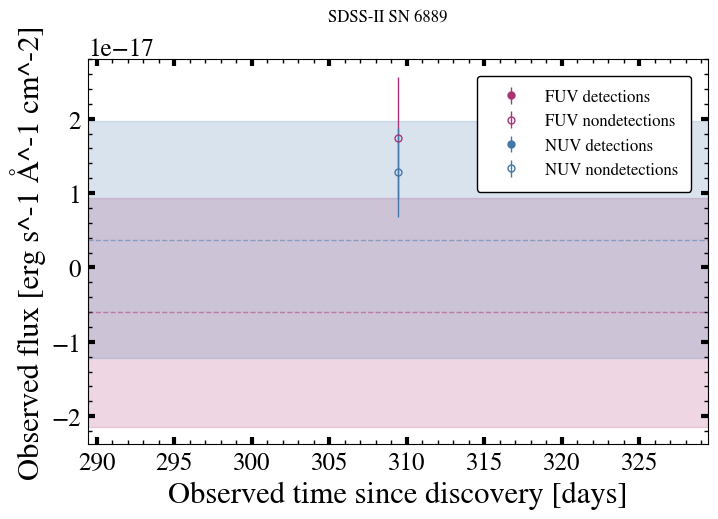 SDSS-II SN 6889
1e−17
Observed flux [erg s^-1 Å^-1 cm^-2]
2
1
0
−1
−2
FUV detections
FUV nondetections
NUV detections
NUV nondetections
290 295 300 305 310 315 320 325
Observed time since discovery [days]